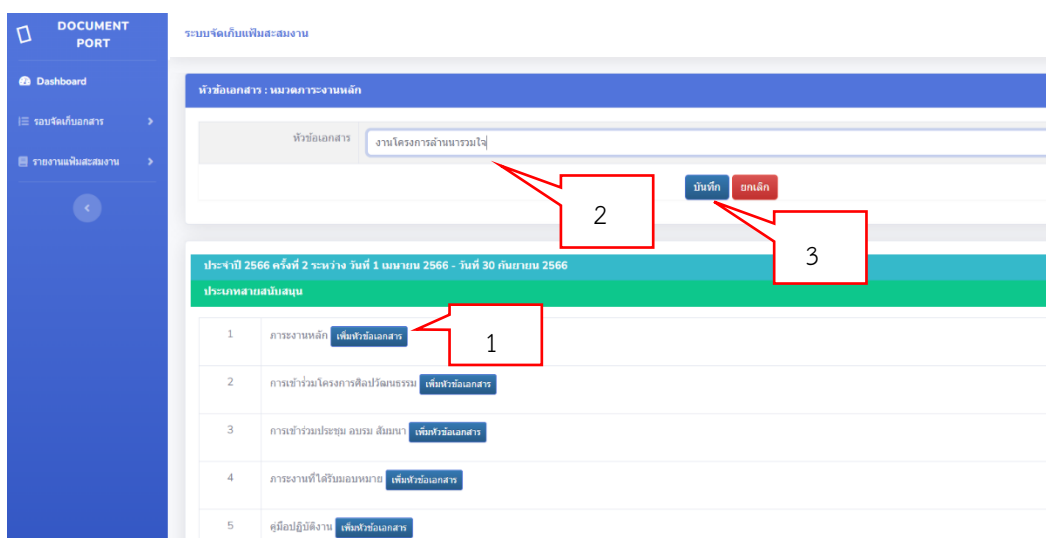 DOCUMENT
PORT
ระบบจัดเก็บแฟ้มสะสมงาน
Dashboard
หัวข้อเอกสาร : หมวดภาระงานหลัก
รอบจัดเก็บอกสาร
หัวข้อเอกสาร
งานโครงการล้านนารวมใจ
รายงานแฟ้มสะสมงาน
บันทึก
ยกเลิก
2
3
ประจำปี 2566 ครั้งที่ 2 ระหว่าง วันที่ 1 เมษายน 2566 - วันที่ 30 กันยายน 2566
ประเภทสายสนับสนุน
1 ภาระงานหลัก เพิ่มหัวข้อเอกสาร
1
2 การเข้าร่่วมโครงการศิลปวัฒนธรรม เพิ่มหัวข้อเอกสาร
3 การเข้าร่วมประชุม อบรม สัมมนา เพิ่มหัวข้อเอกสาร
4 ภาระงานที่ได้รับมอบหมาย เพิ่มหัวข้อเอกสาร
5 คู่มือปฏิบัติงาน เพิ่มหัวข้อเอกสาร